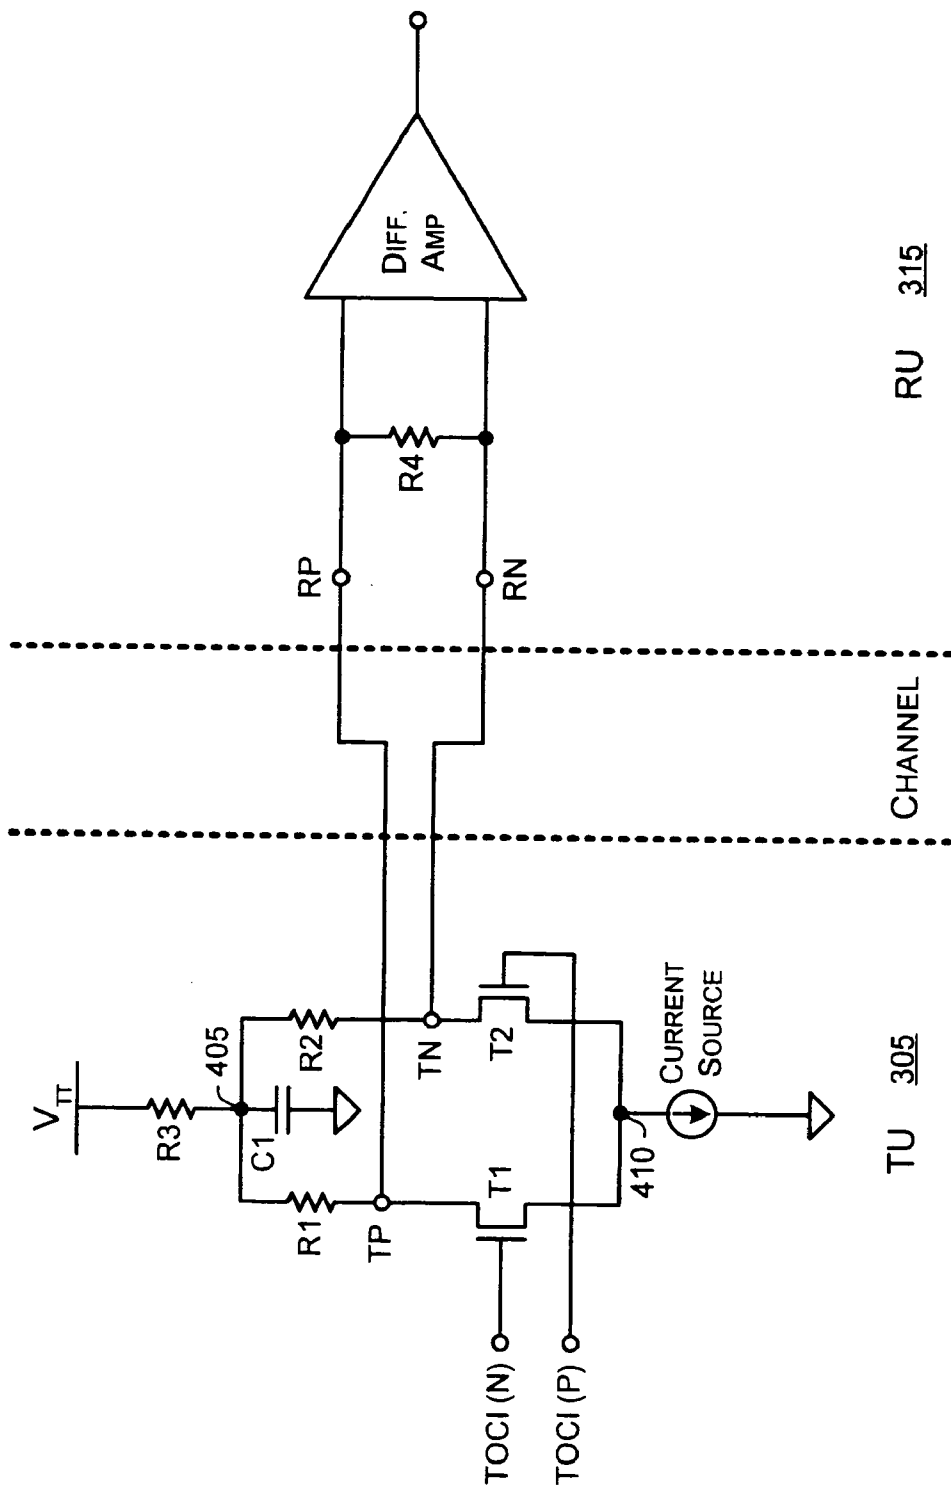 V_TT
R3
405
C1
R1
R2
TP
TN
T1
T2
TOCI (N)
TOCI (P)
410
CURRENT
SOURCE
TU 305
CHANNEL
RP
RN
R4
DIFF.
AMP
RU 315